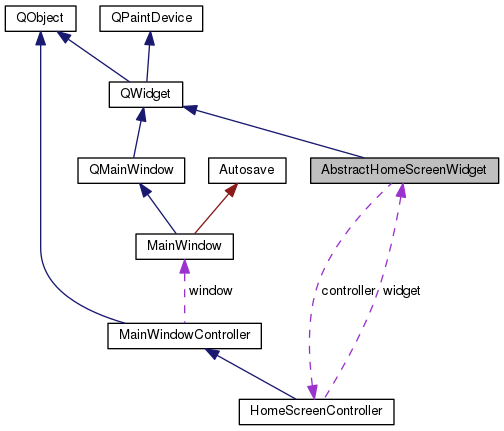 QObject
QPaintDevice
QWidget
QMainWindow
Autosave
AbstractHomeScreenWidget
MainWindow
window
controller
widget
MainWindowController
HomeScreenController